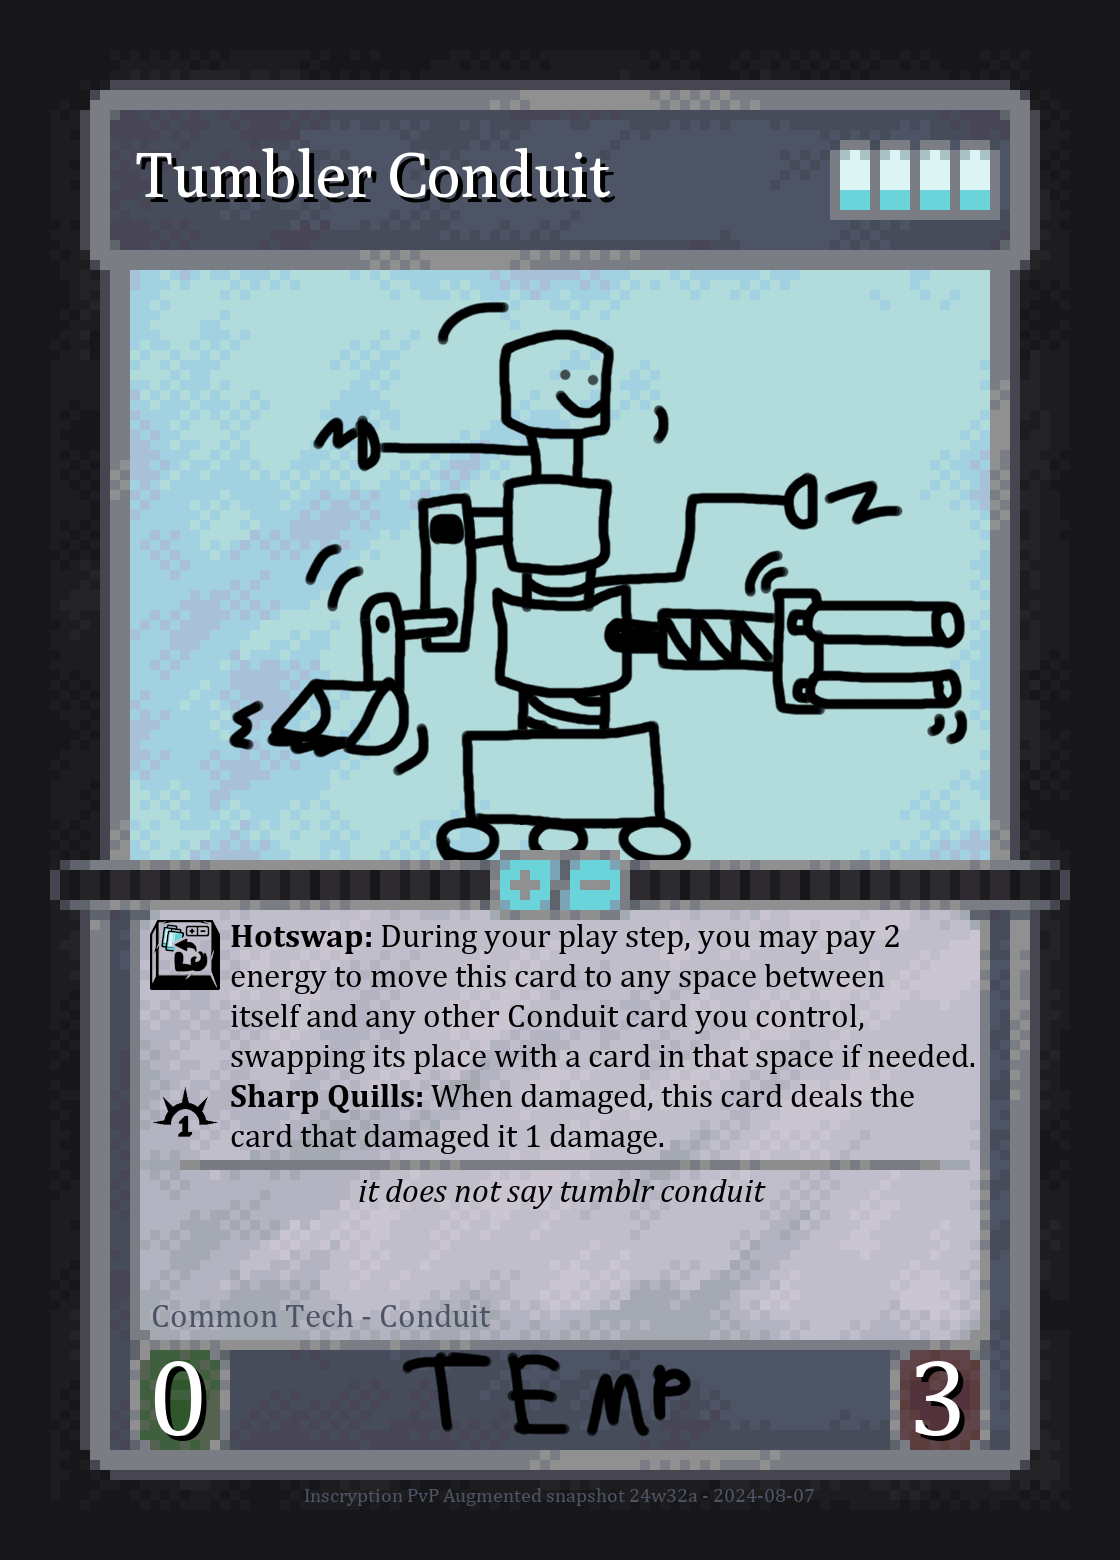 Tumbler Conduit
Hotswap: During your play step, you may pay 2
energy to move this card to any space between
itself and any other Conduit card you control,
swapping its place with a card in that space if needed.
1
Sharp Quills: When damaged, this card deals the
card that damaged it 1 damage.
it does not say tumblr conduit
Common Tech - Conduit
0
TEMP
3
Inscryption PvP Augmented snapshot 24w32a - 2024-08-07